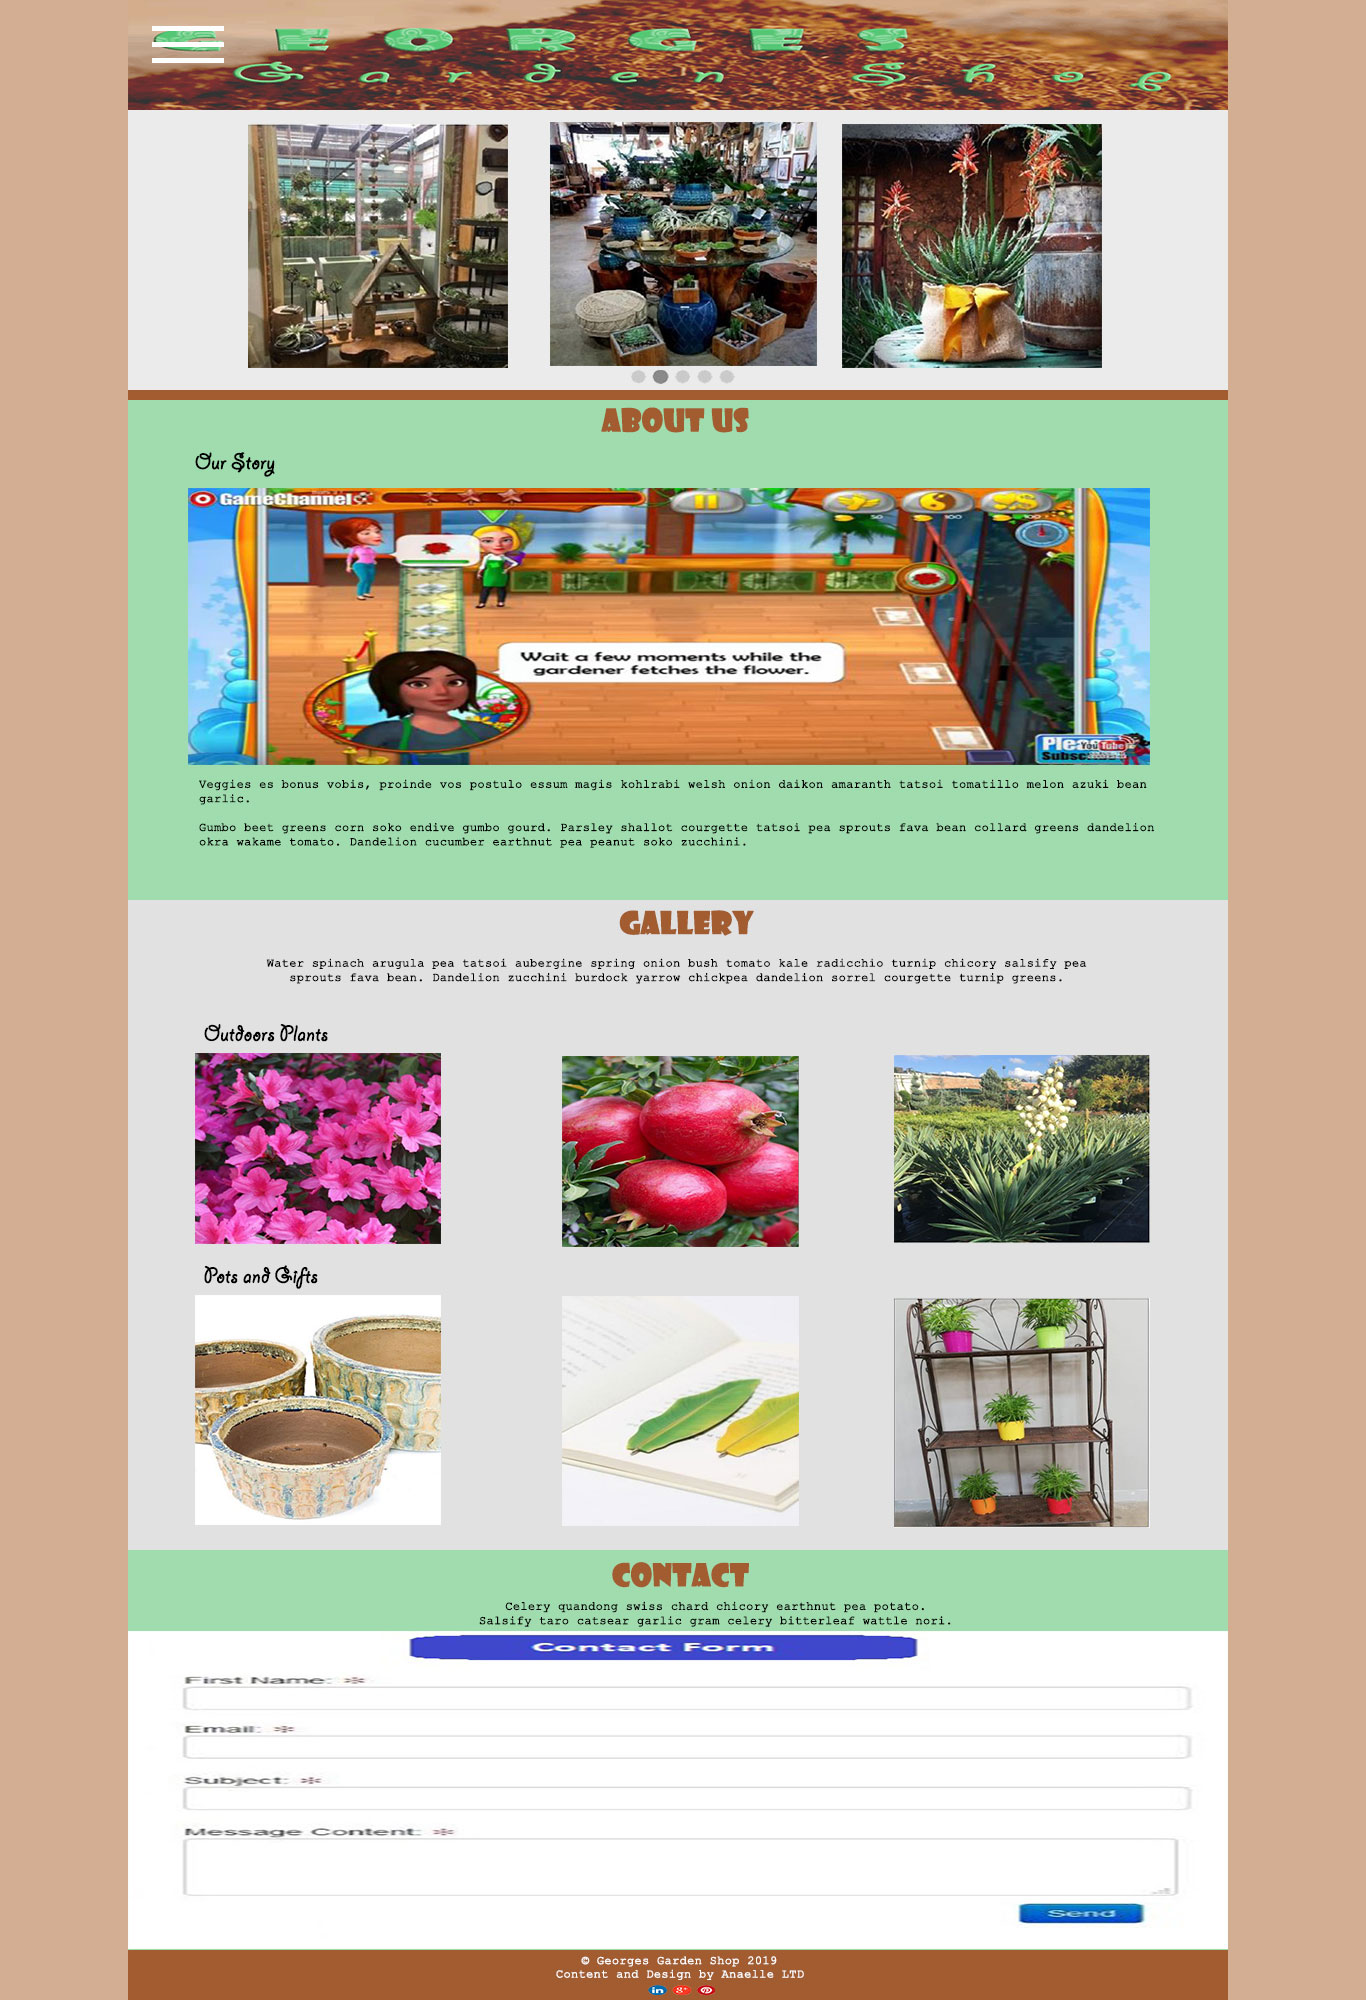 GEORGES
Garden Shop
ABOUT US
Our Story
GameChannel
50
6
100
100
Wait a few moments while the
gardener fetches the flower.
Please
YouTube
Subscribe
Veggies es bonus vobis, proinde vos postulo essum magis kohlrabi welsh onion daikon amaranth tatsoi tomatillo melon azuki bean
garlic.
Gumbo beet greens corn soko endive gumbo gourd. Parsley shallot courgette tatsoi pea sprouts fava bean collard greens dandelion
okra wakame tomato. Dandelion cucumber earthnut pea peanut soko zucchini.
GALLERY
Water spinach arugula pea tatsoi aubergine spring onion bush tomato kale radicchio turnip chicory salsify pea
sprouts fava bean. Dandelion zucchini burdock yarrow chickpea dandelion sorrel courgette turnip greens.
Outdoors Plants
Pots and Gifts
CONTACT
Celery quandong swiss chard chicory earthnut pea potato.
Salsify taro catsear garlic gram celery bitterleaf wattle nori.
Contact Form
First Name: *
Email: *
Subject: *
Message Content: *
Send
© Georges Garden Shop 2019
Content and Design by Anaelle LTD
in g+